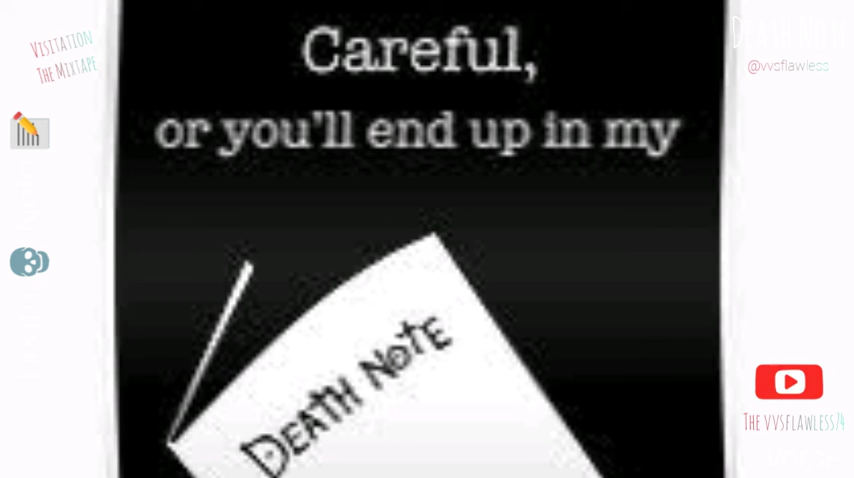 Visitation
The Mixtape
Death Note
@vvsflawless
Careful,
or you'll end up in my
DEATH NOTE
The vvsflawless74